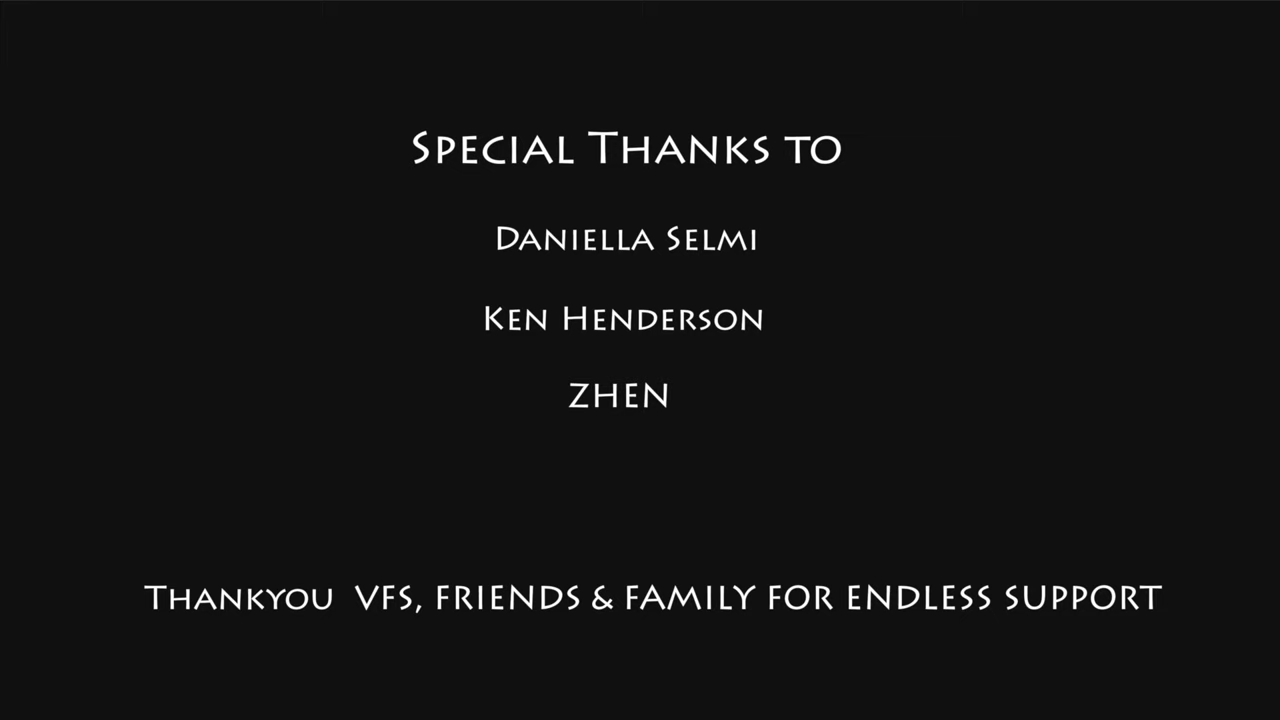 Special Thanks to
Daniella Selmi
Ken Henderson
ZHEN
Thankyou VFS, FRIENDS & FAMILY FOR ENDLESS SUPPORT